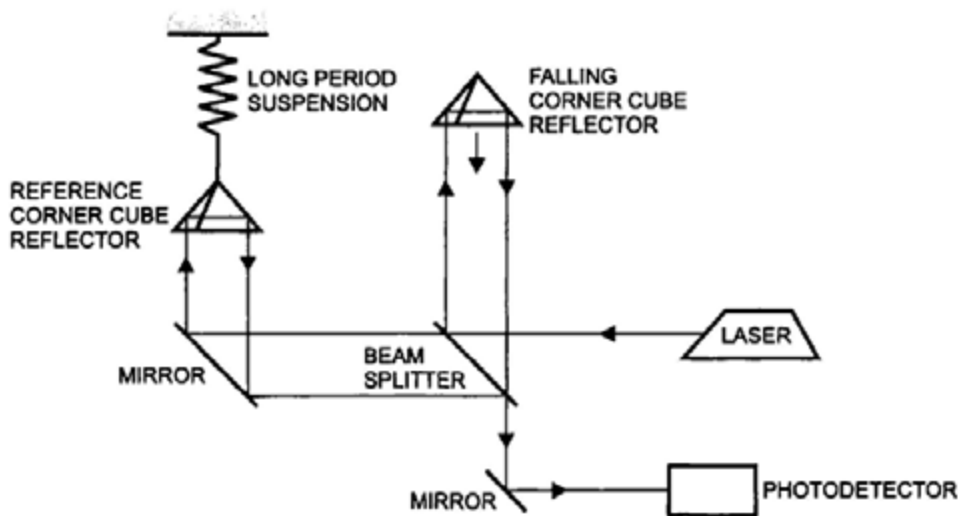 LONG PERIOD
SUSPENSION
FALLING
CORNER CUBE
REFLECTOR
REFERENCE
CORNER CUBE
REFLECTOR
LASER
MIRROR
BEAM
SPLITTER
MIRROR
PHOTODETECTOR